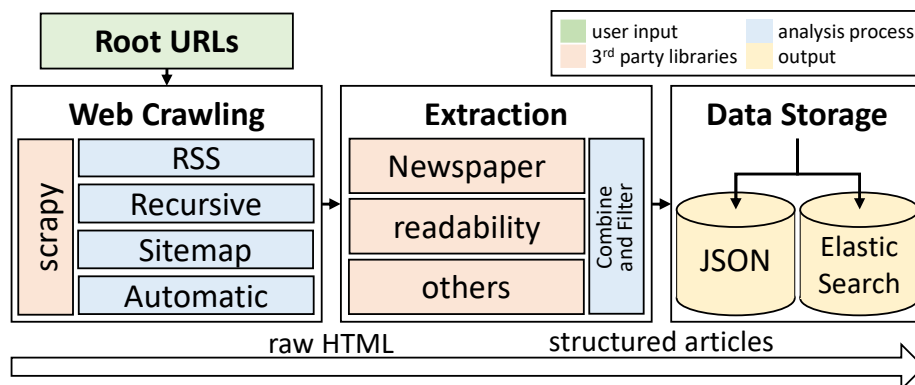 Root URLs
user input
analysis process
3rd party libraries
output
Web Crawling
scrapy
RSS
Recursive
Sitemap
Automatic
Extraction
Newspaper
readability
others
Combine
and Filter
Data Storage
JSON
Elastic
Search
raw HTML
structured articles